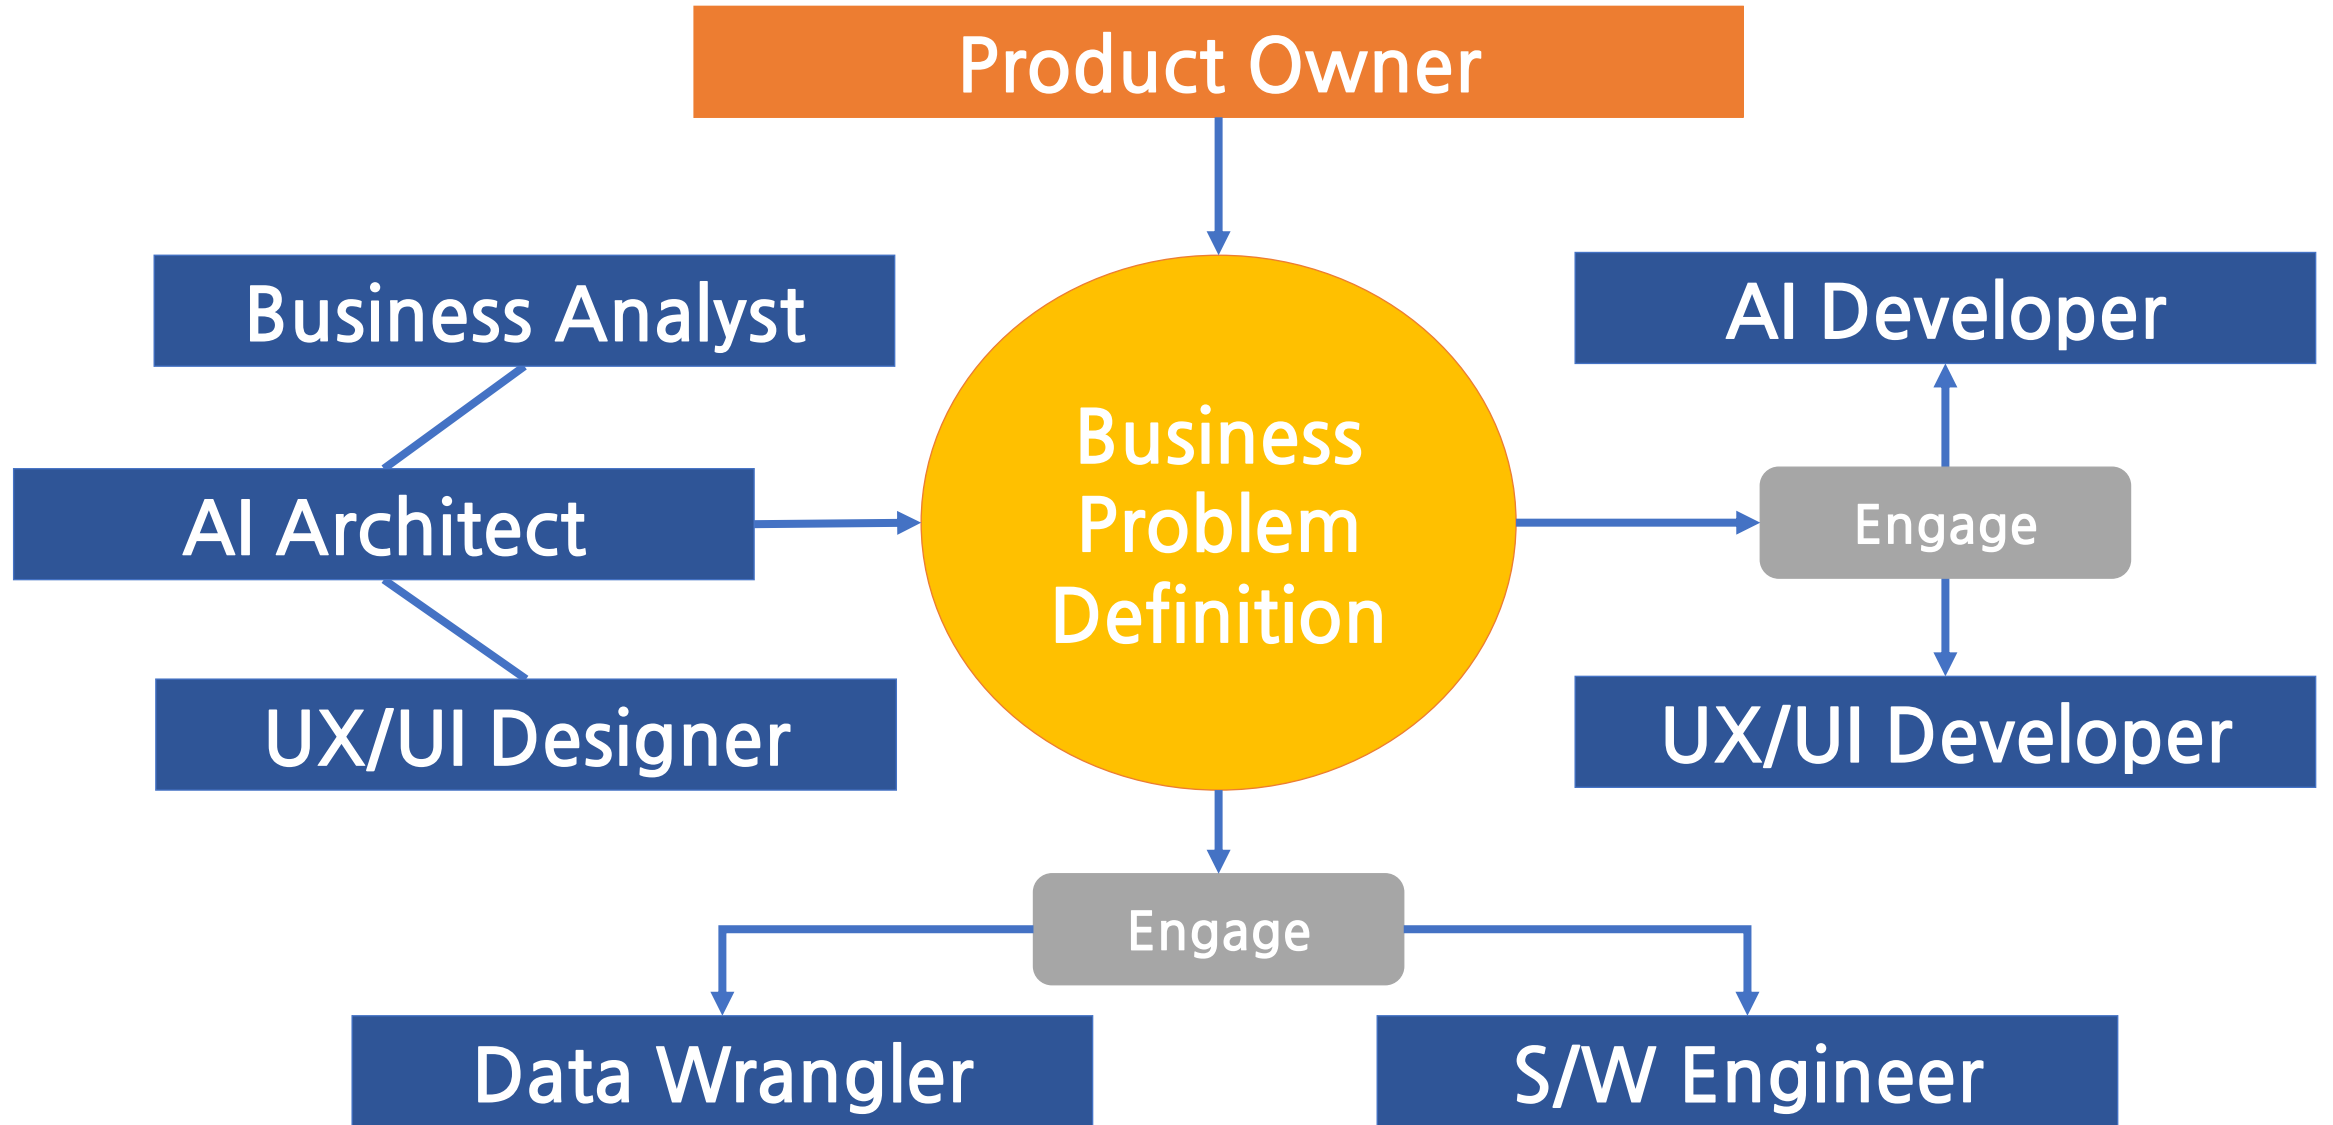 Product Owner
Business Analyst
AI Developer
Business
Problem
Definition
AI Architect
Engage
UX/UI Designer
UX/UI Developer
Engage
Data Wrangler
S/W Engineer